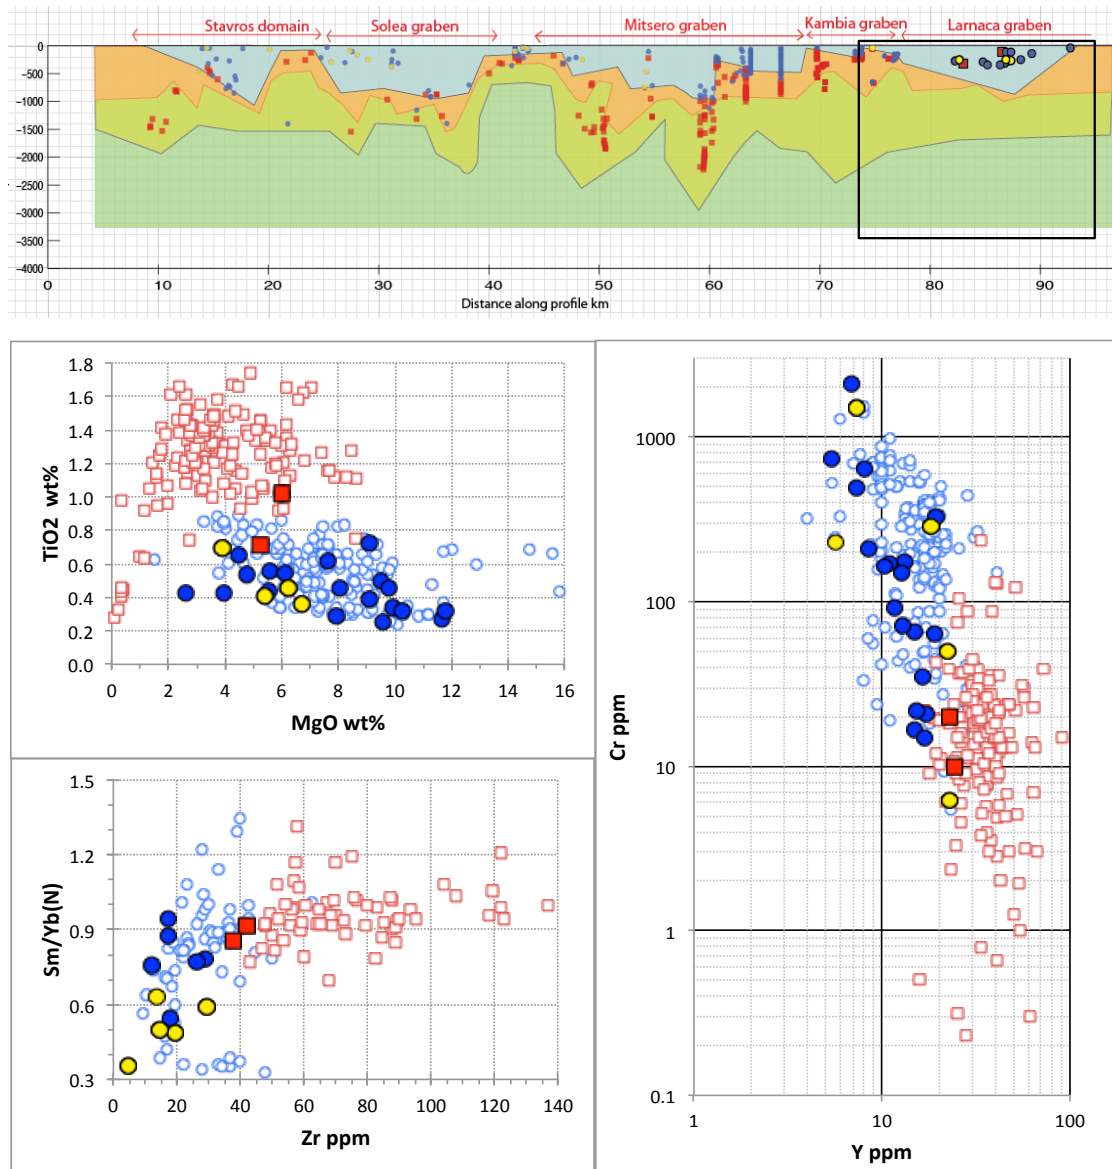 Stavros domain Solea graben Mitsero graben Kambia graben Larnaca graben
0
-500
-1000
-1500
-2000
-2500
-3000
-3500
-4000
0 10 20 30 40 50 60 70 80 90
Distance along profile km
1.8
1.6
1.4
1.2
1.0
0.8
0.6
0.4
0.2
0.0
TiO2 wt%
0 2 4 6 8 10 12 14 16
MgO wt%
1.5
1.2
0.9
0.6
0.3
Sm/Yb(N)
0 20 40 60 80 100 120 140
Zr ppm
1000
100
10
1
0.1
Cr ppm
1 10 100
Y ppm